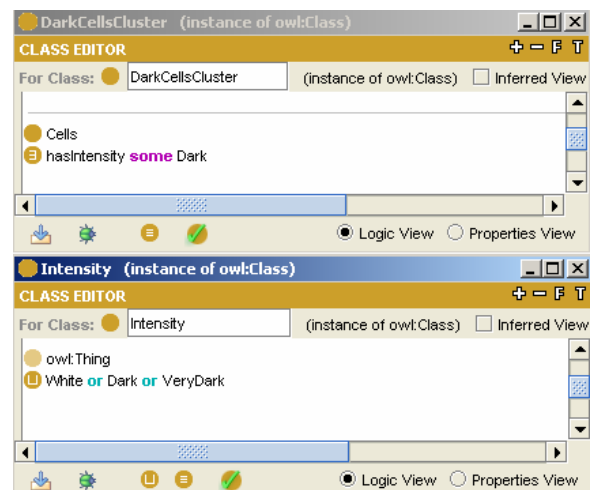 DarkCellsCluster (instance of owl:Class)
CLASS EDITOR
F T
For Class: DarkCellsCluster (instance of owl:Class) Inferred View
Cells
hasIntensity some Dark
Logic View Properties View
Intensity (instance of owl:Class)
CLASS EDITOR
F T
For Class: Intensity (instance of owl:Class) Inferred View
owl:Thing
White or Dark or VeryDark
Logic View Properties View